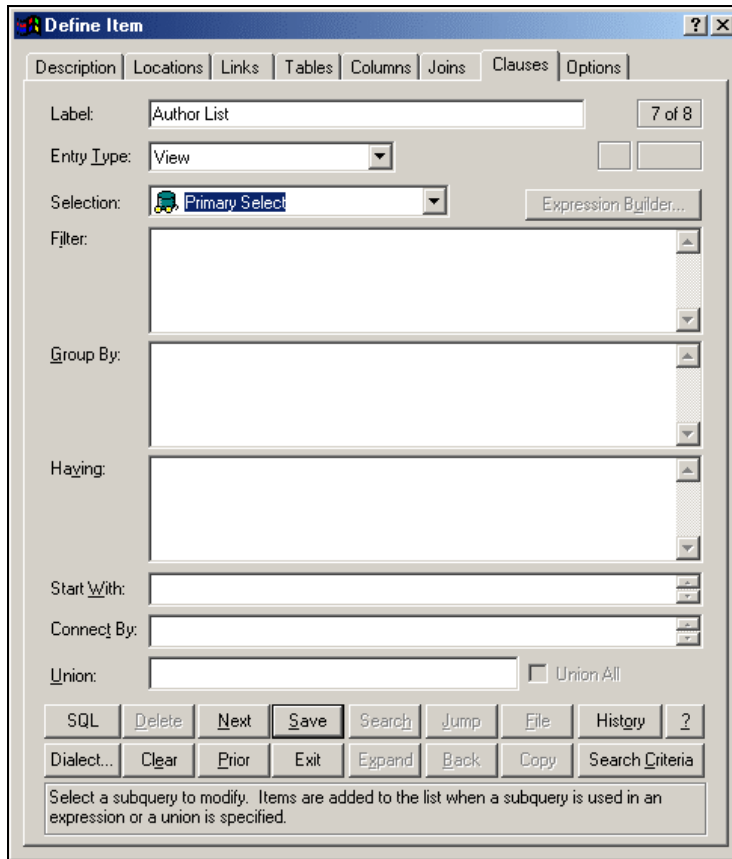 Define Item
? X
Description Locations Links Tables Columns Joins Clauses Options
Label: Author List 7 of 8
Entry Type: View
Selection: Primary Select Expression Builder...
Filter:
Group By:
Having:
Start With:
Connect By:
Union: Union All
SQL Delete Next Save Search Jump File History ?
Dialect... Clear Prior Exit Expand Back Copy Search Criteria
Select a subquery to modify. Items are added to the list when a subquery is used in an
expression or a union is specified.